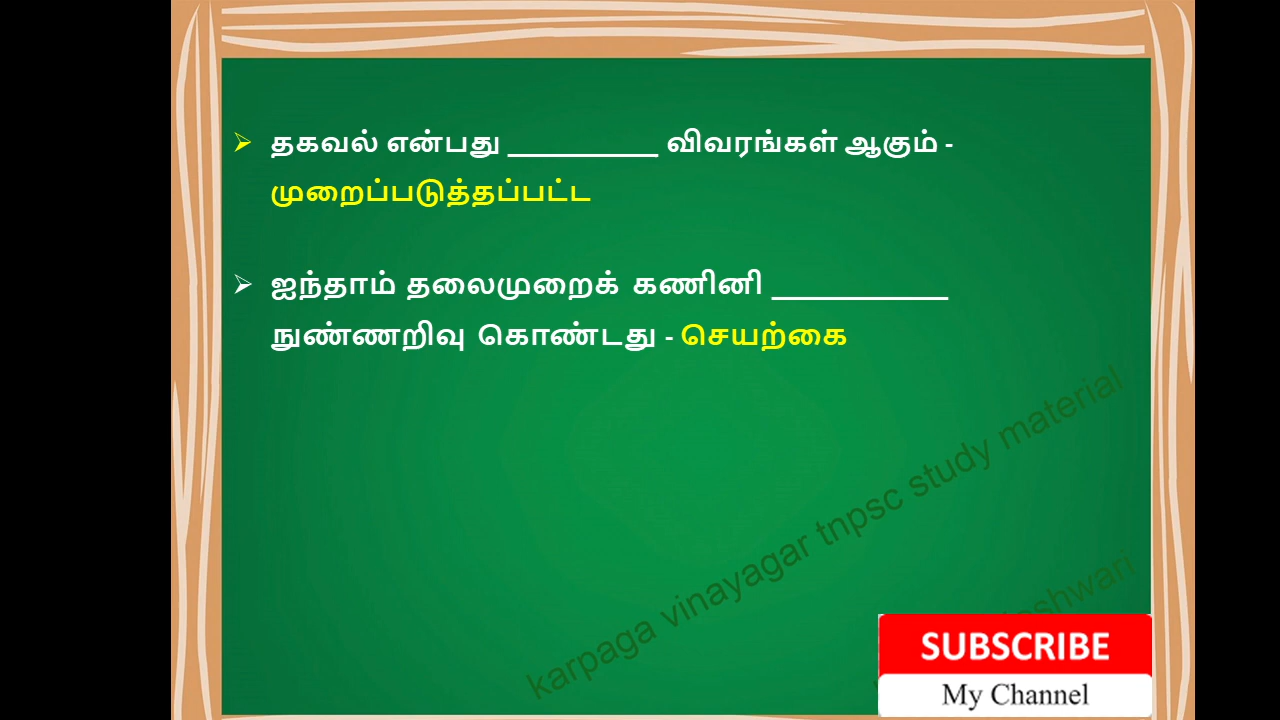 தகவல் என்பது __________ விவரங்கள் ஆகும் -
முறைப்படுத்தப்பட்ட
ஐந்தாம் தலைமுறைக் கணினி ____________
நுண்ணறிவு கொண்டது - செயற்கை
karpaga vinayagar tnpsc study material
SUBSCRIBE
My Channel